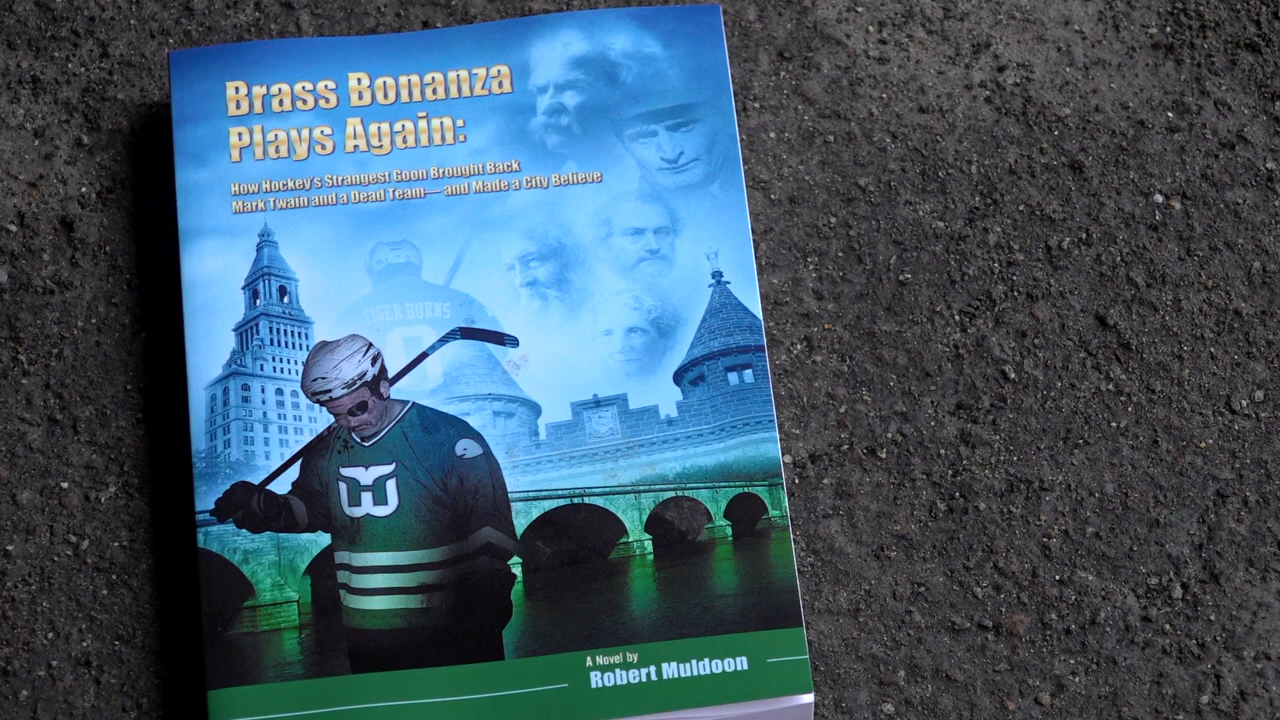 Brass Bonanza
Plays Again:
How Hockey's Strangest Goon Brought Back
Mark Twain and a Dead Team—and Made a City Believe
TIGER BURNS
A Novel by
Robert Muldoon